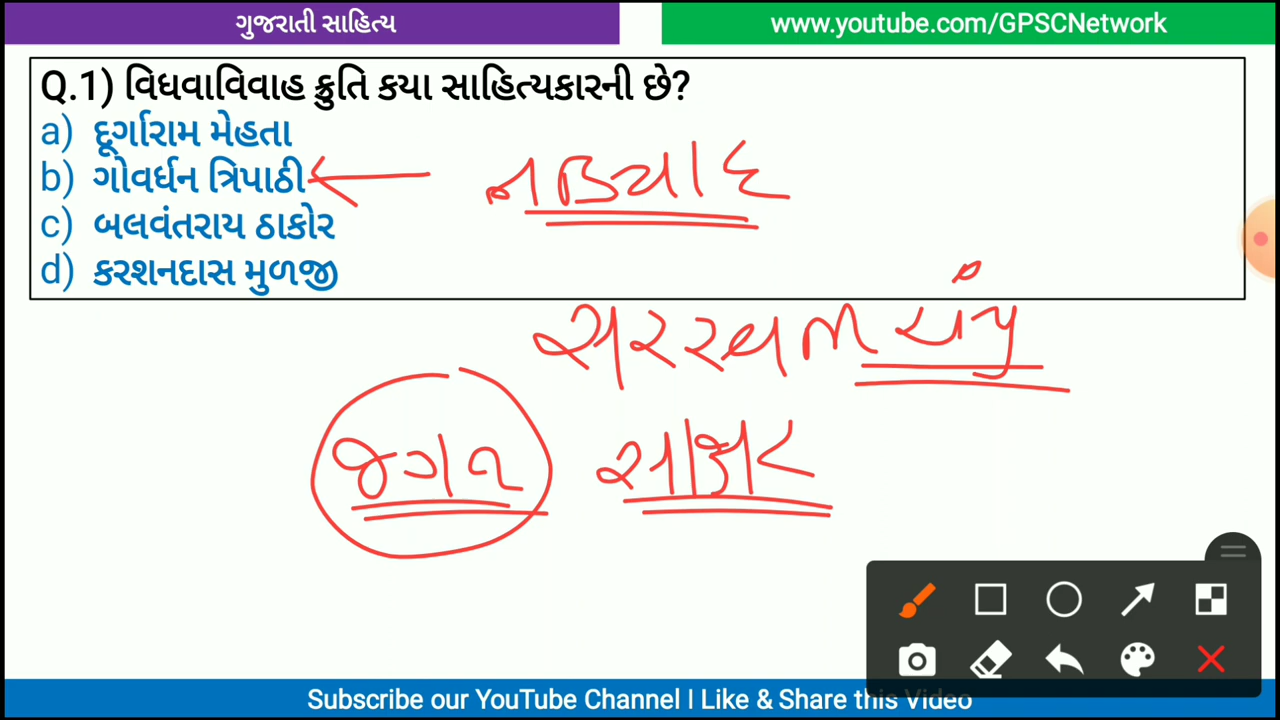 ગુજરાતી સાહિત્ય
www.youtube.com/GPSCNetwork
Q.1) વિધવાવિવાહ ક્રુતિ કયા સાહિત્યકારની છે?
a) દૂર્ગારામ મેહતા
b) ગોવર્ધન ત્રિપાઠી
નડિયાદ
c) બલવંતરાય ઠાકોર
d) કરશનદાસ મુળજી
સરસ્વતીચંદ્ર
જગત સાક્ષર
Subscribe our YouTube Channel I Like & Share this Video